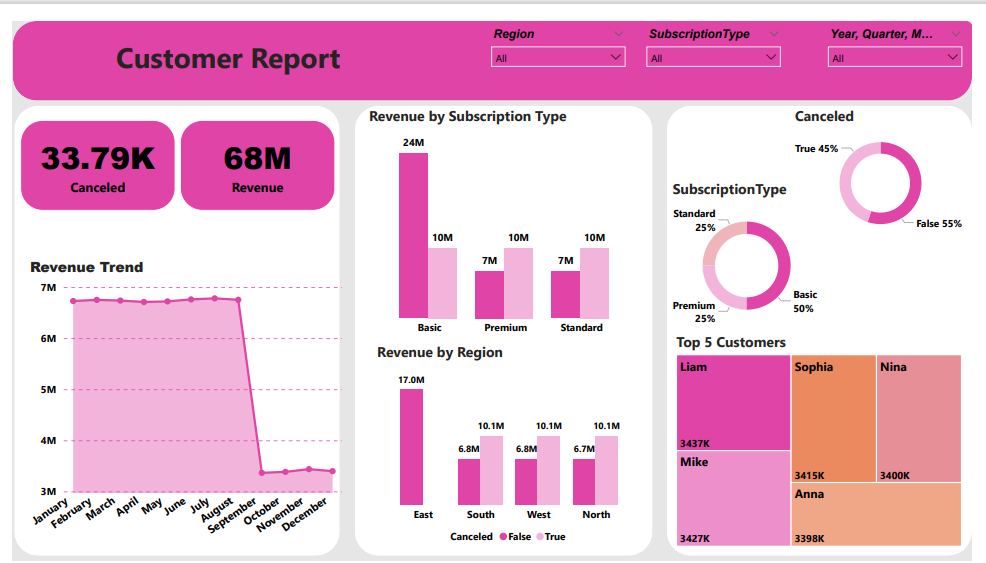 Customer Report
Region
All
SubscriptionType
All
Year, Quarter, M...
All
33.79K
Canceled
68M
Revenue
Revenue Trend
7M
6M
5M
4M
3M
January
February
March
April
May
June
July
August
September
October
November
December
Revenue by Subscription Type
24M
10M
7M
10M
7M
10M
Basic
Premium
Standard
Revenue by Region
17.0M
6.8M
10.1M
6.8M
10.1M
6.7M
10.1M
East
South
West
North
Canceled False True
Canceled
True 45%
False 55%
SubscriptionType
Standard
25%
Premium
25%
Basic
50%
Top 5 Customers
Liam
3437K
Mike
3427K
Sophia
3415K
Nina
3400K
Anna
3398K